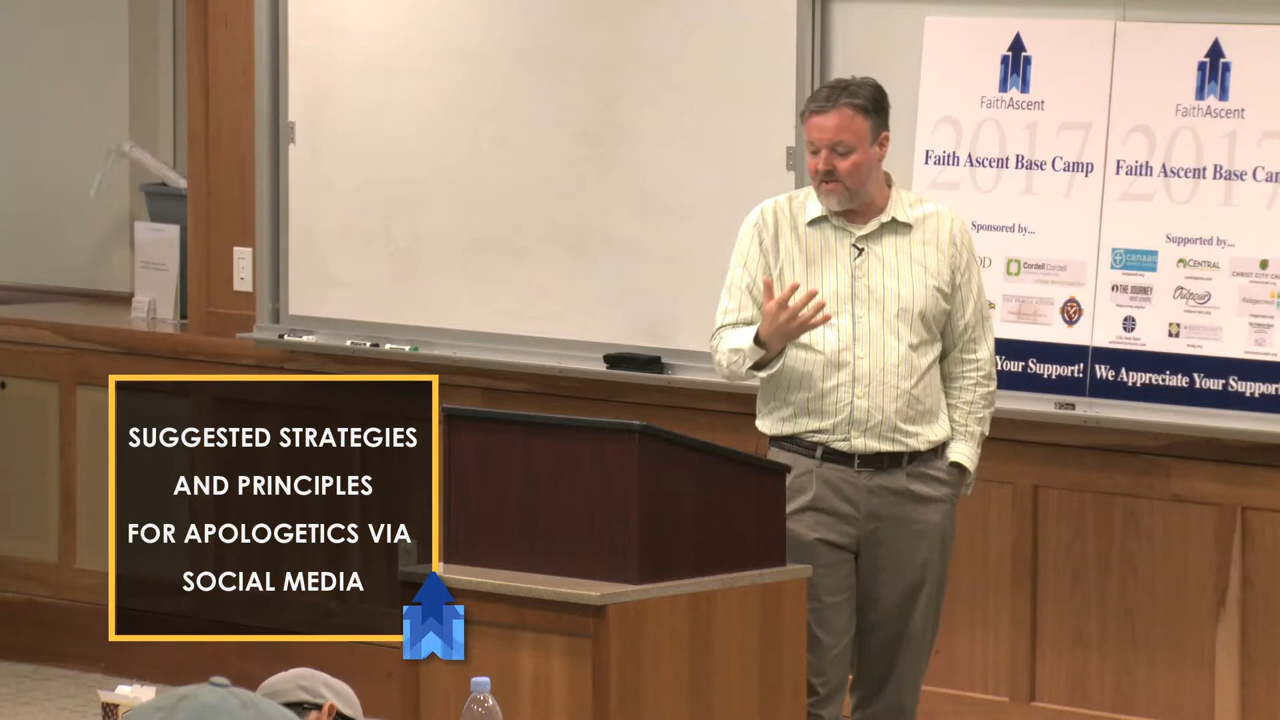 SUGGESTED STRATEGIES
AND PRINCIPLES
FOR APOLOGETICS VIA
SOCIAL MEDIA
FaithAscent
2017
Faith Ascent Base Camp
Sponsored by...
Cordell Cordell
Your Support!
FaithAscent
2017
Faith Ascent Base Cam
Supported by...
canaan
CENTRAL
CHRIST CITY CH
THE JOURNEY
We Appreciate Your Support